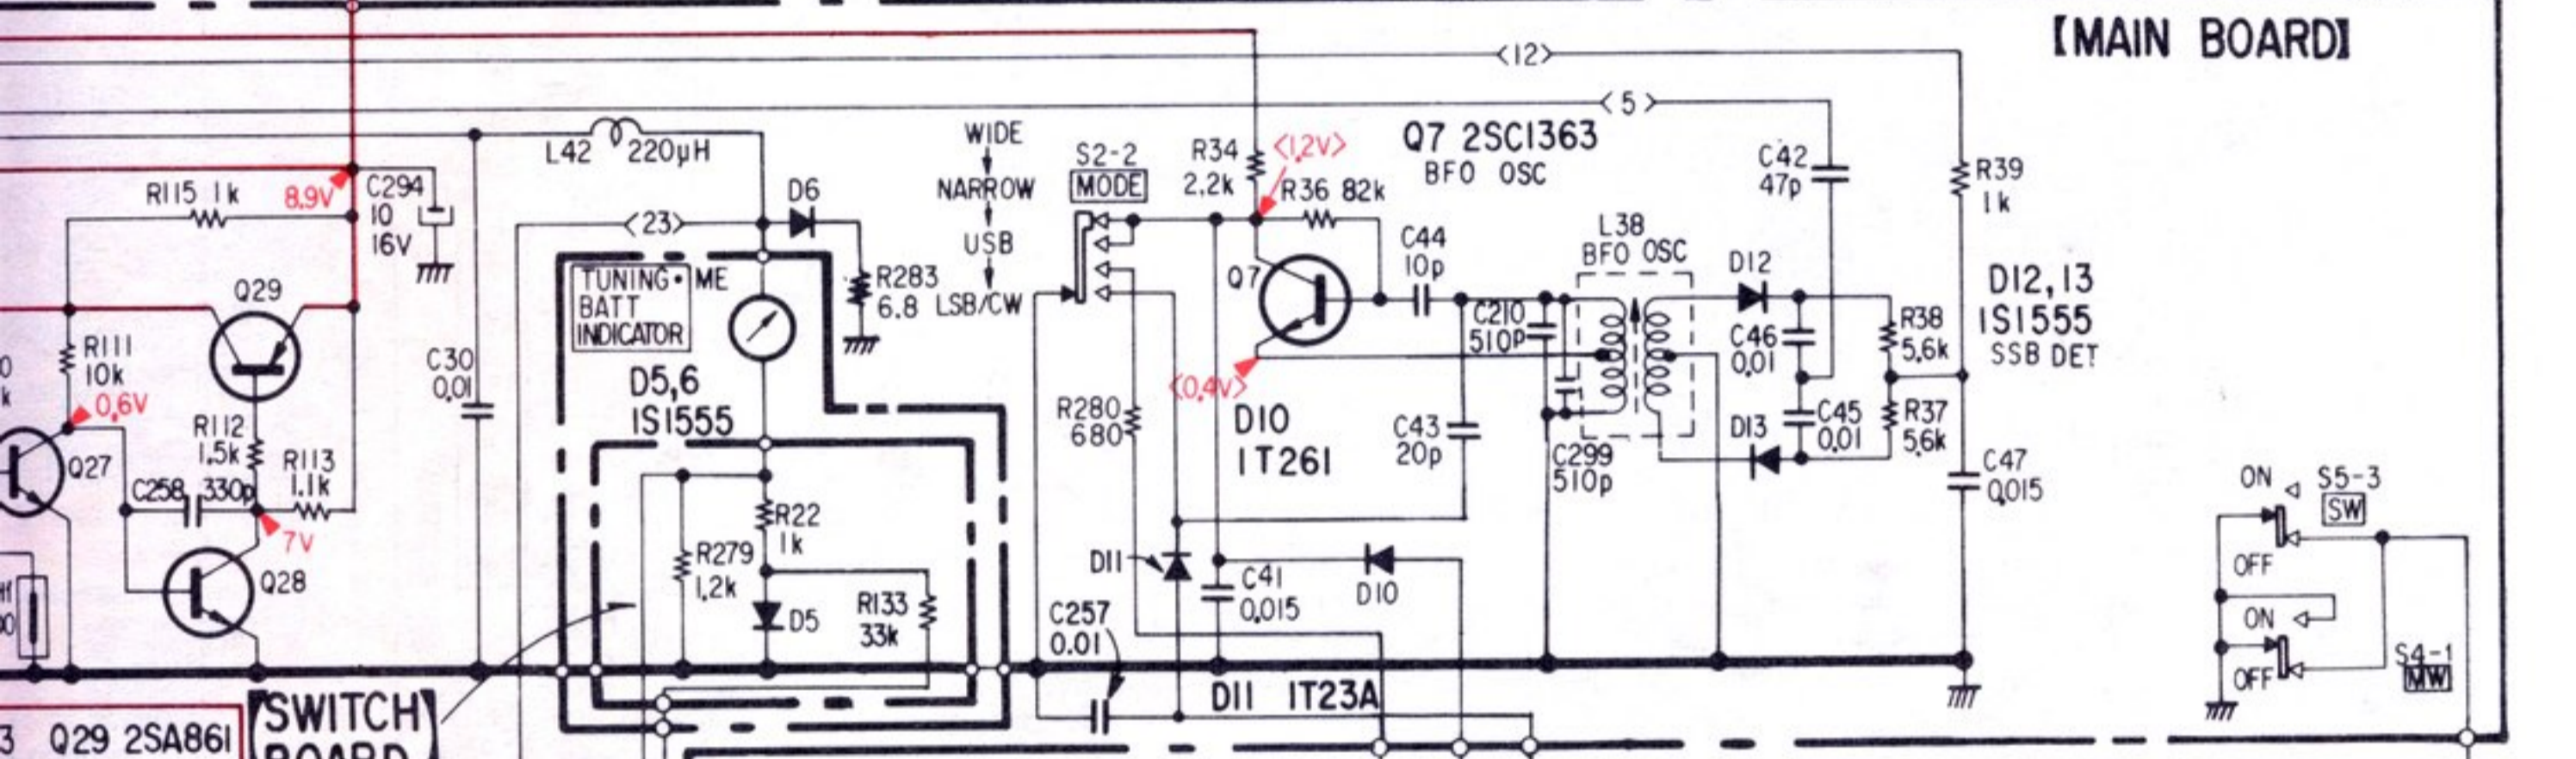 【MAIN BOARD】
<12>
<5>
L42 220μH
WIDE
NARROW
USB
LSB/CW
S2-2
MODE
R34
2.2k
<1.2V>
R36 82k
Q7 2SC1363
BFO OSC
C42
47p
R39
1k
R115 1k
8.9V
C294
10
16V
<23>
D6
R283
6.8
TUNING・ME
BATT
INDICATOR
Q29
Q7
C44
10p
L38
BFO OSC
D12
D12,13
1S1555
SSB DET
C210
510P
C46
0.01
R38
5.6k
R111
10k
0.6V
C30
0.01
D5,6
1S1555
<0.4V>
D10
1T261
R280
680
C43
20p
C299
510p
D13
C45
0.01
R37
5.6k
C47
0.015
R112
1.5k
R113
1.1k
Q27
C258 330p
7V
Q28
R22
1k
R279
1.2k
D5
R133
33k
D11
C41
0.015
D10
C257
0.01
D11 1T23A
ON
S5-3
SW
OFF
ON
S4-1
OFF
MW
3 Q29 2SA861
【SWITCH
BOARD